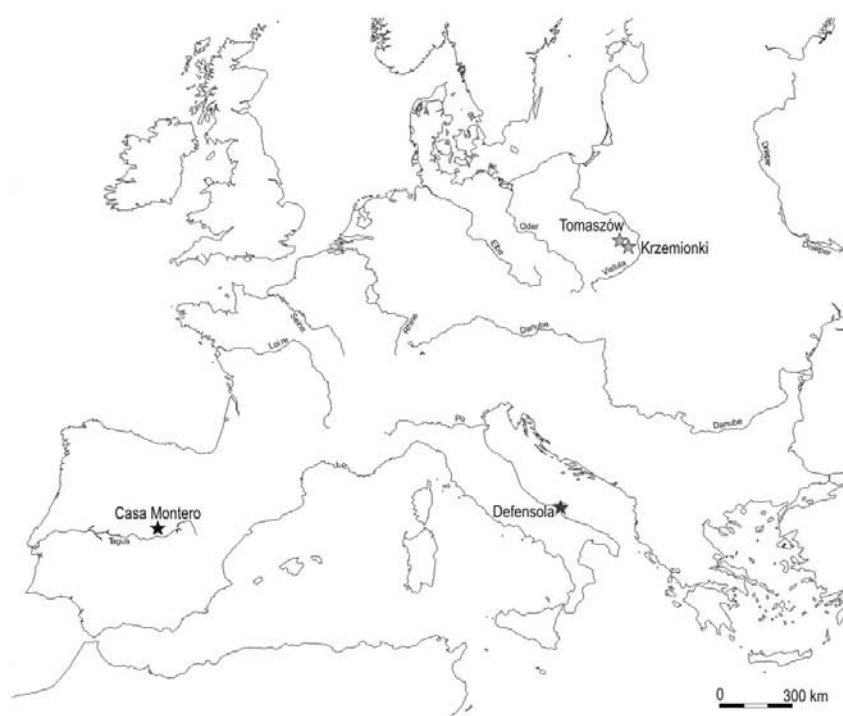 Dnieper
Tomaszów
Oder
Elbe
Krzemionki
Dnieper
Vistula
Seine
Rhine
Danube
Loire
Po
Danube
Casa Montero
Defensola
Tagus
0 300 km